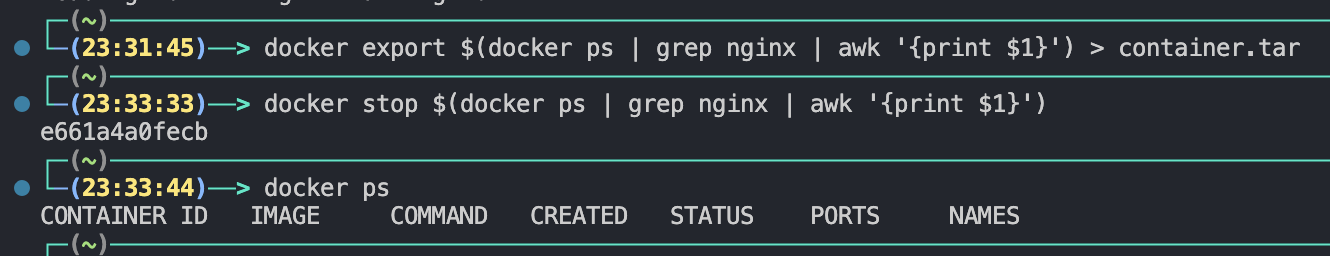 (~)
(23:31:45)—> docker export $(docker ps | grep nginx | awk '{print $1}') > container.tar
(~)
(23:33:33)—> docker stop $(docker ps | grep nginx | awk '{print $1}')
e661a4a0fecb
(~)
(23:33:44)—> docker ps
CONTAINER ID IMAGE COMMAND CREATED STATUS PORTS NAMES
(~)